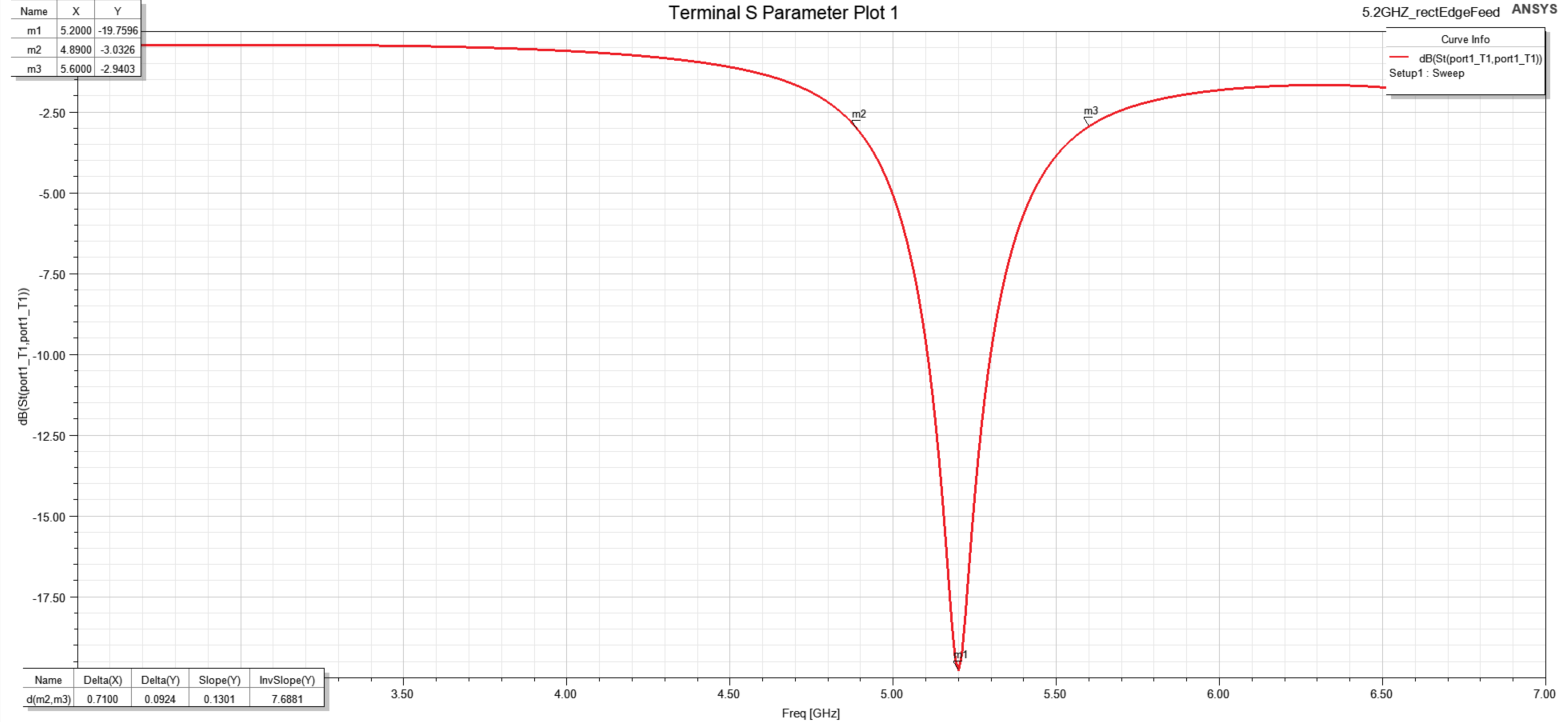 Terminal S Parameter Plot 1
5.2GHZ_rectEdgeFeed ANSYS
Name X Y
m1 5.2000 -19.7596
m2 4.8900 -3.0326
m3 5.6000 -2.9403
Curve Info
dB(St(port1_T1,port1_T1))
Setup1 : Sweep
m2
m3
m1
-2.50
-5.00
-7.50
-10.00
-12.50
-15.00
-17.50
dB(St(port1_T1,port1_T1))
Name Delta(X) Delta(Y) Slope(Y) InvSlope(Y)
d(m2,m3) 0.7100 0.0924 0.1301 7.6881
3.50 4.00 4.50 5.00 5.50 6.00 6.50 7.00
Freq [GHz]